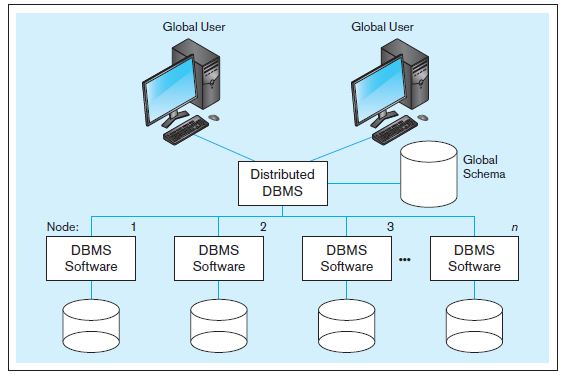 Global User
Global User
Distributed
DBMS
Global
Schema
Node: 1 2 3 n
DBMS
Software
DBMS
Software
DBMS
Software
•••
DBMS
Software